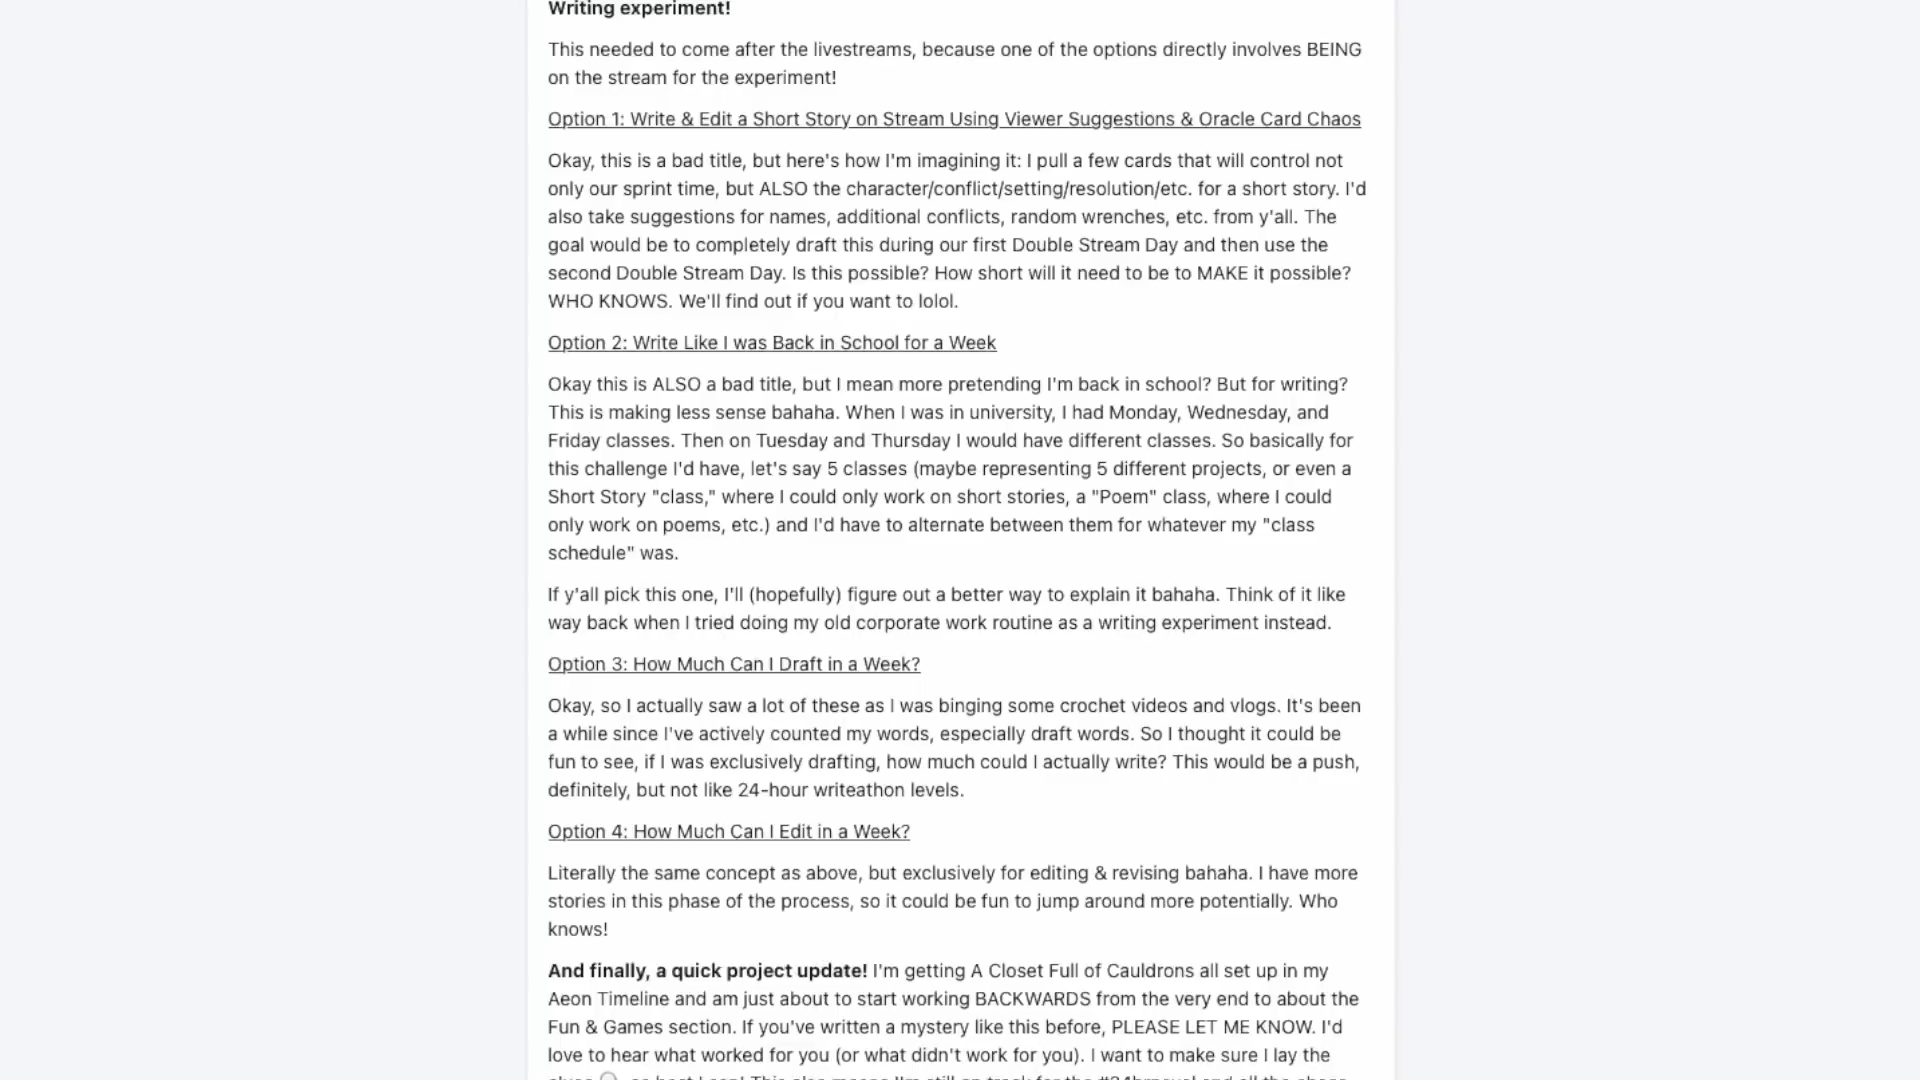 Writing experiment!
This needed to come after the livestreams, because one of the options directly involves BEING
on the stream for the experiment!
Option 1: Write & Edit a Short Story on Stream Using Viewer Suggestions & Oracle Card Chaos
Okay, this is a bad title, but here's how I'm imagining it: I pull a few cards that will control not
only our sprint time, but ALSO the character/conflict/setting/resolution/etc. for a short story. I'd
also take suggestions for names, additional conflicts, random wrenches, etc. from y'all. The
goal would be to completely draft this during our first Double Stream Day and then use the
second Double Stream Day. Is this possible? How short will it need to be to MAKE it possible?
WHO KNOWS. We'll find out if you want to lolol.
Option 2: Write Like I was Back in School for a Week
Okay this is ALSO a bad title, but I mean more pretending I'm back in school? But for writing?
This is making less sense bahaha. When I was in university, I had Monday, Wednesday, and
Friday classes. Then on Tuesday and Thursday I would have different classes. So basically for
this challenge I'd have, let's say 5 classes (maybe representing 5 different projects, or even a
Short Story "class," where I could only work on short stories, a "Poem" class, where I could
only work on poems, etc.) and I'd have to alternate between them for whatever my "class
schedule" was.
If y'all pick this one, I'll (hopefully) figure out a better way to explain it bahaha. Think of it like
way back when I tried doing my old corporate work routine as a writing experiment instead.
Option 3: How Much Can I Draft in a Week?
Okay, so I actually saw a lot of these as I was binging some crochet videos and vlogs. It's been
a while since I've actively counted my words, especially draft words. So I thought it could be
fun to see, if I was exclusively drafting, how much could I actually write? This would be a push,
definitely, but not like 24-hour writeathon levels.
Option 4: How Much Can I Edit in a Week?
Literally the same concept as above, but exclusively for editing & revising bahaha. I have more
stories in this phase of the process, so it could be fun to jump around more potentially. Who
knows!
And finally, a quick project update! I'm getting A Closet Full of Cauldrons all set up in my
Aeon Timeline and am just about to start working BACKWARDS from the very end to about the
Fun & Games section. If you've written a mystery like this before, PLEASE LET ME KNOW. I'd
love to hear what worked for you (or what didn't work for you). I want to make sure I lay the